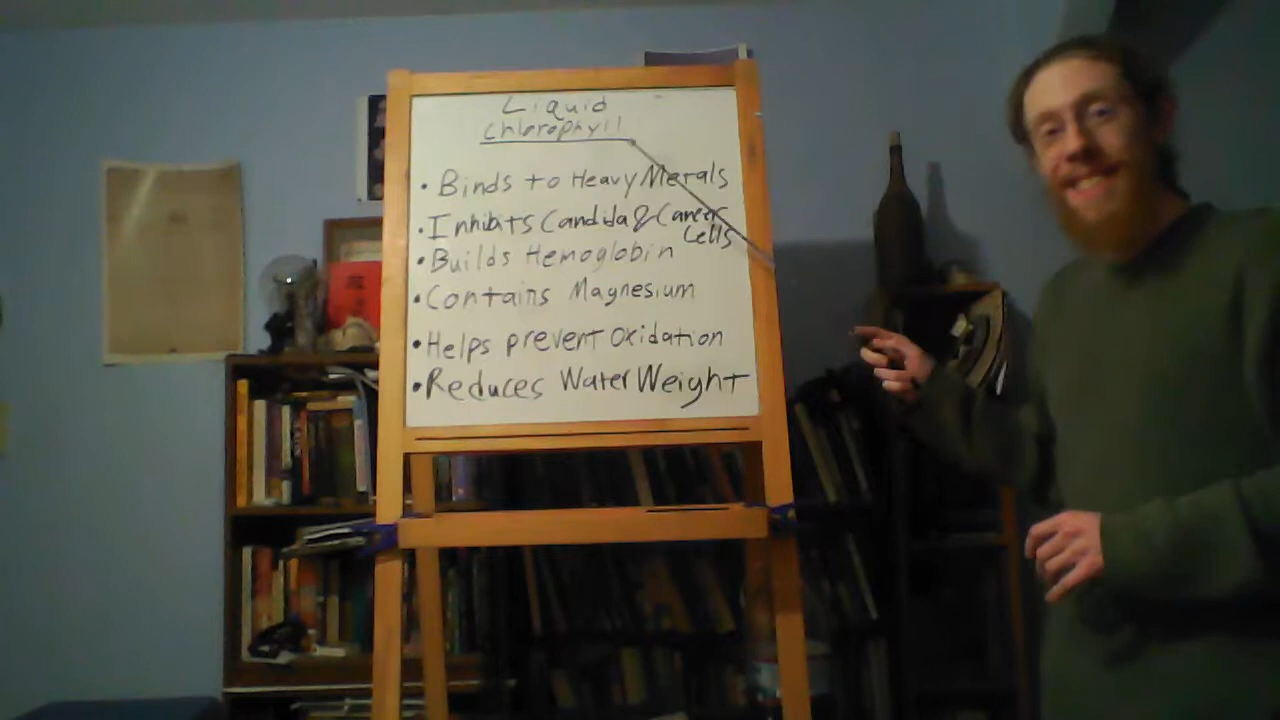 Liquid
Chlorophyll
• Binds to Heavy Metals
• Inhibits Candida & Cancer
Cells
• Builds Hemoglobin
• Contains Magnesium
• Helps prevent Oxidation
• Reduces Water Weight